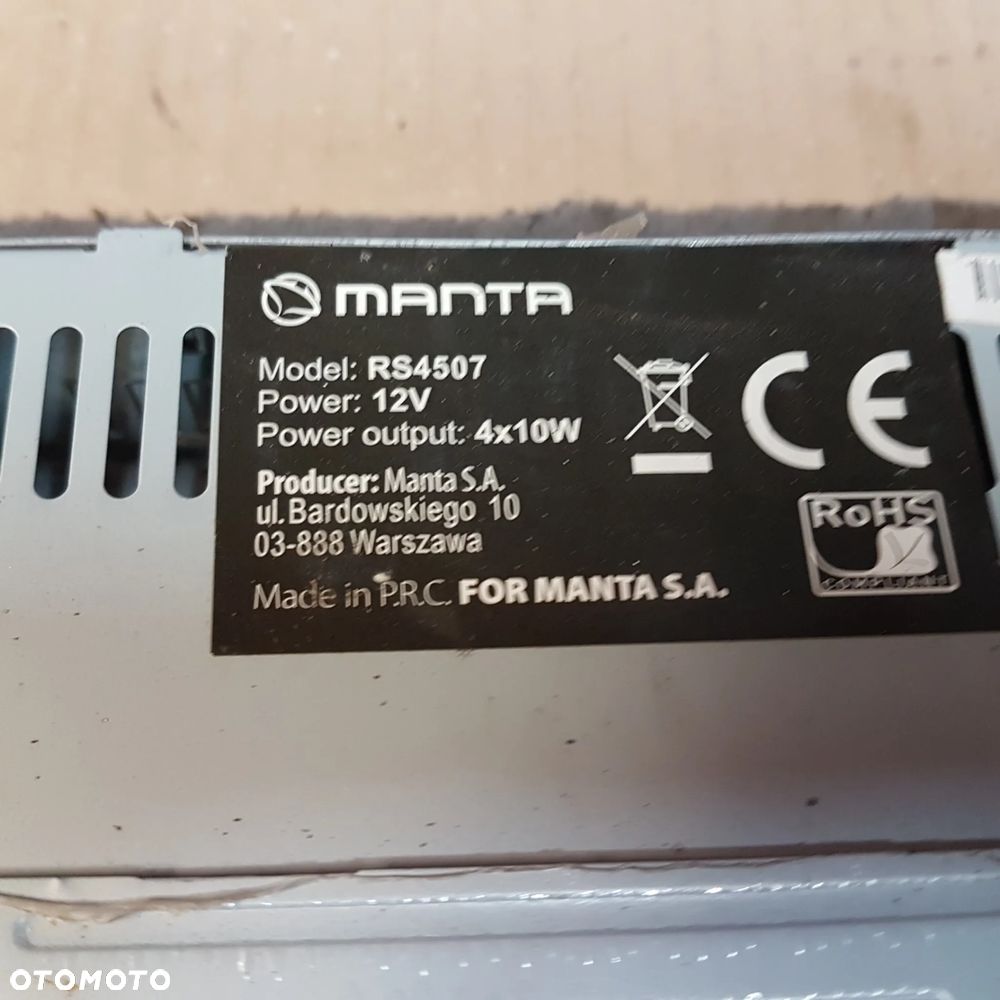 MANTA
Model: RS4507
Power: 12V
Power output: 4x10W
Producer: Manta S.A.
ul. Bardowskiego 10
03-888 Warszawa
Made in P.R.C. FOR MANTA S.A.
CE
RoHS
COMPLIANT
OTOMOTO